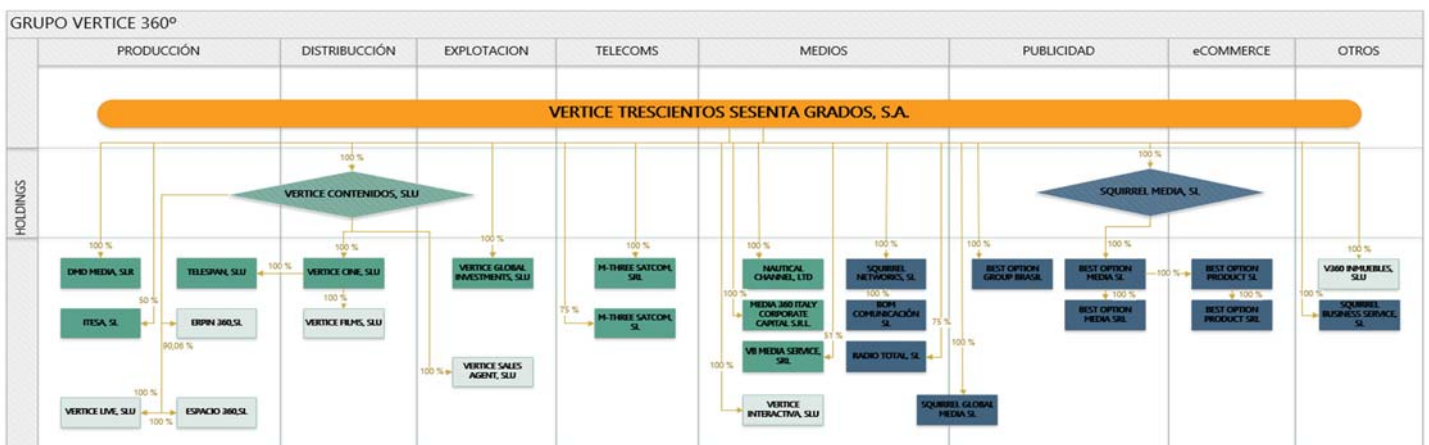 GRUPO VERTICE 360º
PRODUCCIÓN
DISTRIBUCCIÓN
EXPLOTACION
TELECOMS
MEDIOS
PUBLICIDAD
eCOMMERCE
OTROS
VERTICE TRESCIENTOS SESENTA GRADOS, S.A.
HOLDINGS
100 %
100 %
VERTICE CONTENIDOS, SLU
SQUIRREL MEDIA, SL
100 %
100 %
100 %
100 %
100 %
100 %
100 %
100 %
100 %
100 %
DMD MEDIA, SLR
TELESPAN, SLU
100 %
VERTICE CINE, SLU
VERTICE GLOBAL
INVESTMENTS, SLU
M-THREE SATCOM,
SRL
NAUTICAL
CHANNEL, LTD
SQUIRREL
NETWORKS, SL
BEST OPTION
GROUP BRASIL
BEST OPTION
MEDIA SL
100 %
BEST OPTION
PRODUCT SL
V360 INMUEBLES,
SLU
50 %
100 %
100 %
100 %
100 %
100 %
100 %
ITESA, SL
ERPIN 360,SL
VERTICE FILMS, SLU
75 %
M-THREE SATCOM,
SL
MEDIA 360 ITALY
CORPORATE
CAPITAL S.R.L.
BOM
COMUNICACIÓN
SL
75 %
BEST OPTION
MEDIA SRL
BEST OPTION
PRODUCT SRL
SQUIRREL
BUSINESS SERVICE,
SL
90,06 %
51 %
100 %
VB MEDIA SERVICE,
SRL
RADIO TOTAL, SL
100 %
VERTICE SALES
AGENT, SLU
100 %
100 %
VERTICE LIVE, SLU
100 %
ESPACIO 360,SL
VERTICE
INTERACTIVA, SLU
SQUIRREL GLOBAL
MEDIA SL